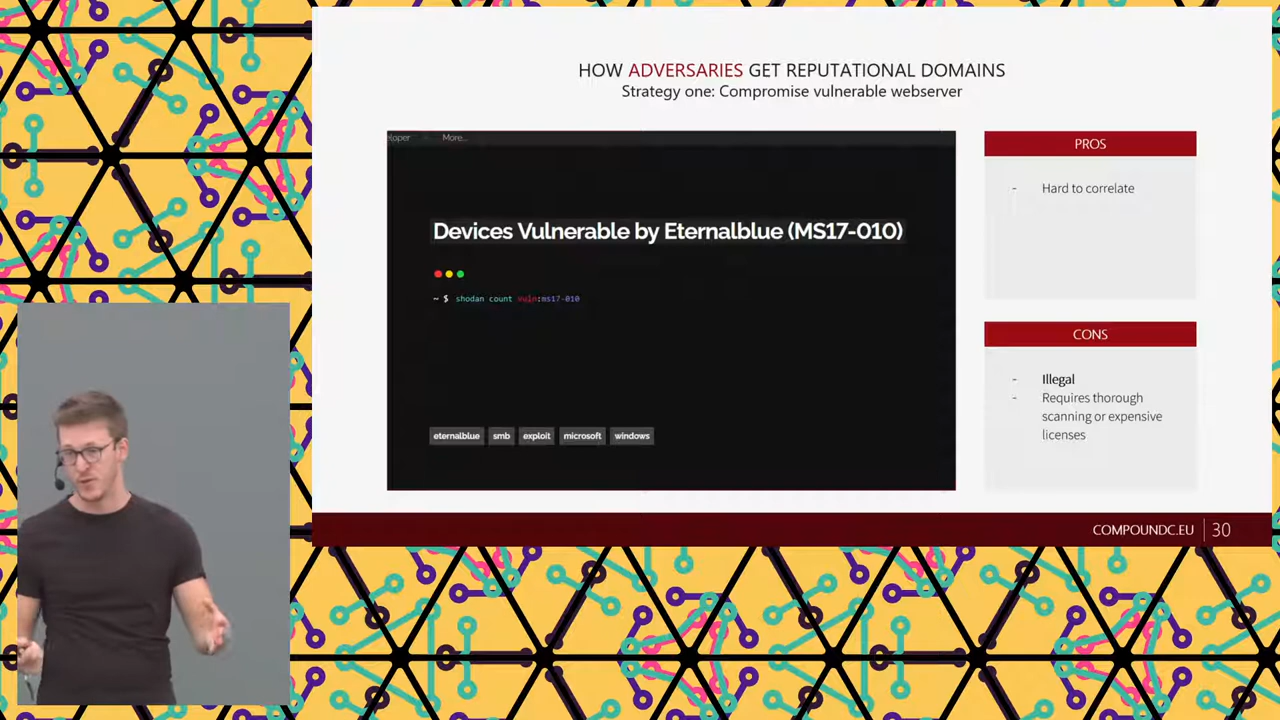 HOW ADVERSARIES GET REPUTATIONAL DOMAINS
Strategy one: Compromise vulnerable webserver
eloper
More...
Devices Vulnerable by Eternalblue (MS17-010)
~ $ shodan count vuln:ms17-010
eternalblue smb exploit microsoft windows
PROS
- Hard to correlate
CONS
- Illegal
- Requires thorough
scanning or expensive
licenses
COMPOUNDC.EU 30